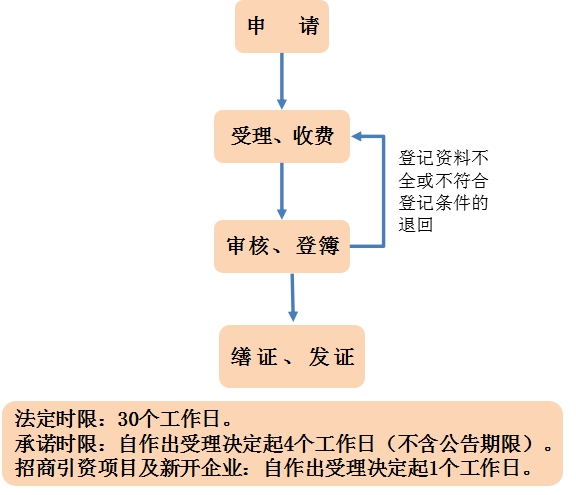 申 请
受理、收费
登记资料不
全或不符合
登记条件的
退回
审核、登簿
缮证、发证
法定时限：30个工作日。
承诺时限：自作出受理决定起4个工作日（不含公告期限）。
招商引资项目及新开企业：自作出受理决定起1个工作日。